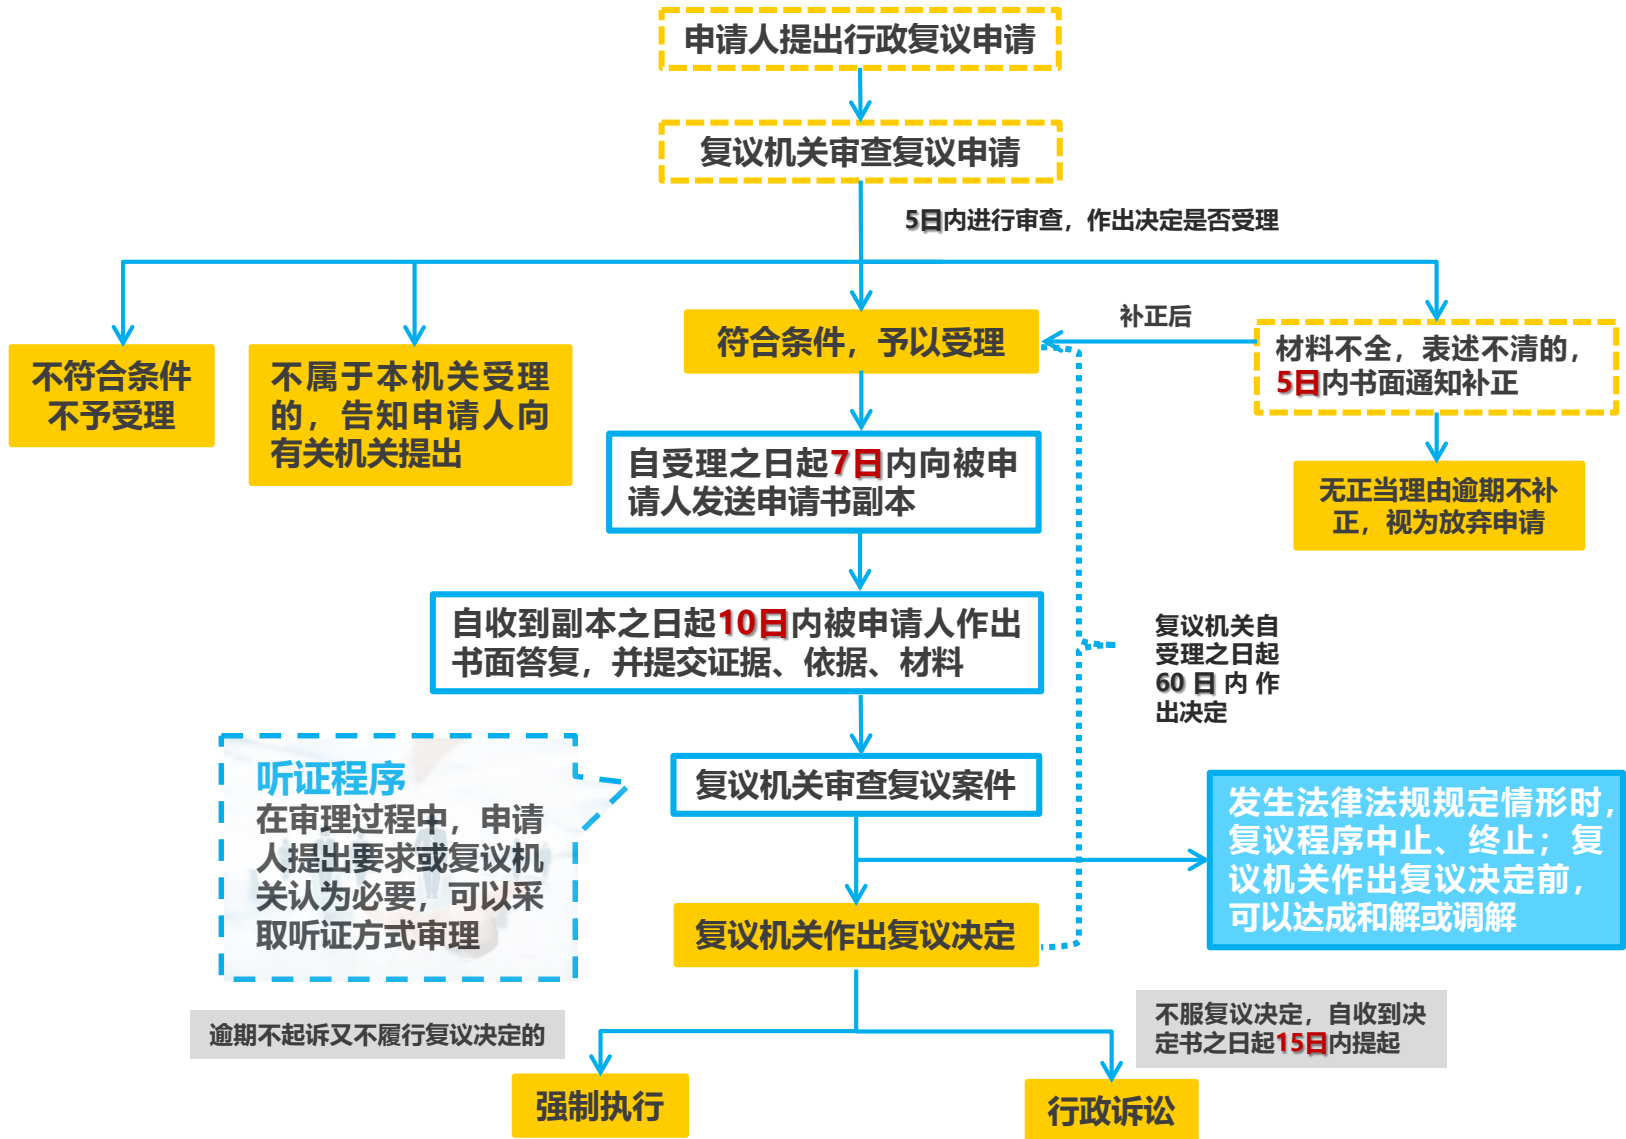 申请人提出行政复议申请
复议机关审查复议申请
5日内进行审查，作出决定是否受理
不符合条件
不予受理
不属于本机关受理
的，告知申请人向
有关机关提出
符合条件，予以受理
补正后
材料不全，表述不清的，
5日内书面通知补正
无正当理由逾期不补
正，视为放弃申请
自受理之日起7日内向被申
请人发送申请书副本
自收到副本之日起10日内被申请人作出
书面答复，并提交证据、依据、材料
复议机关自
受理之日起
60日内作
出决定
听证程序
在审理过程中，申请
人提出要求或复议机
关认为必要，可以采
取听证方式审理
复议机关审查复议案件
发生法律法规规定情形时，
复议程序中止、终止；复
议机关作出复议决定前，
可以达成和解或调解
复议机关作出复议决定
逾期不起诉又不履行复议决定的
不服复议决定，自收到决
定书之日起15日内提起
强制执行
行政诉讼